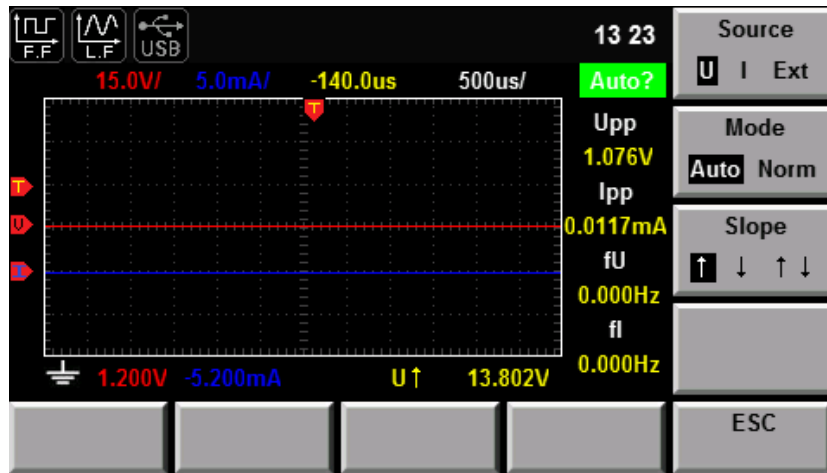 F.F L.F USB 13 23
15.0V/ 5.0mA/ -140.0us 500us/ Auto?
T
T
U
I
Upp
1.076V
Ipp
0.0117mA
fU
0.000Hz
fI
0.000Hz
1.200V -5.200mA U↑ 13.802V
Source
U I Ext
Mode
Auto Norm
Slope
↑ ↓ ↑↓
ESC